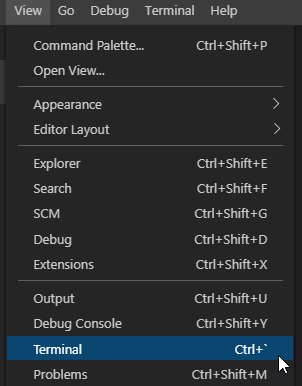 View Go Debug Terminal Help
Command Palette... Ctrl+Shift+P
Open View...
Appearance
Editor Layout
Explorer Ctrl+Shift+E
Search Ctrl+Shift+F
SCM Ctrl+Shift+G
Debug Ctrl+Shift+D
Extensions Ctrl+Shift+X
Output Ctrl+Shift+U
Debug Console Ctrl+Shift+Y
Terminal Ctrl+`
Problems Ctrl+Shift+M